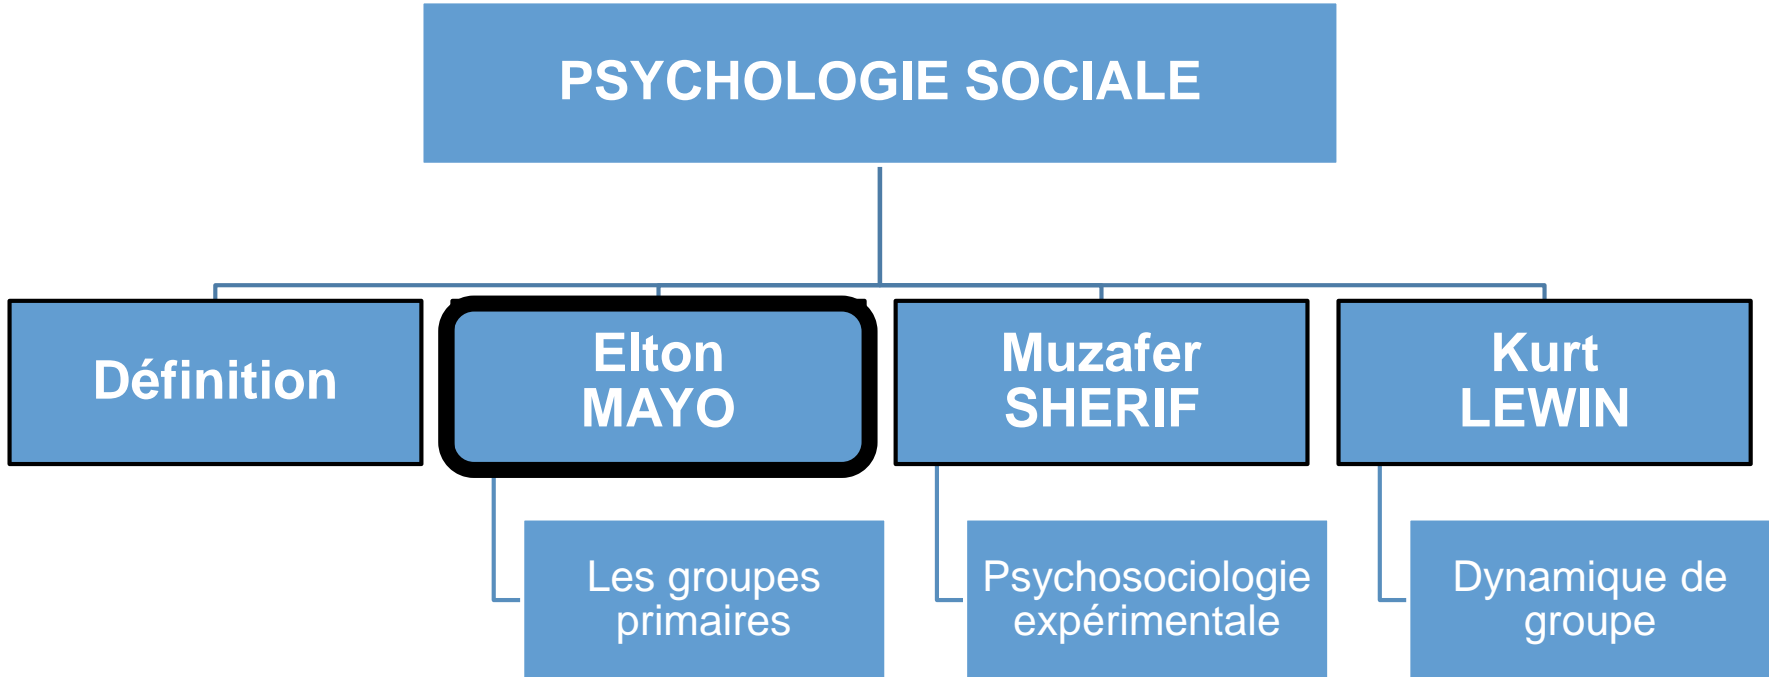 PSYCHOLOGIE SOCIALE
Définition
Elton
MAYO
Muzafer
SHERIF
Kurt
LEWIN
Les groupes
primaires
Psychosociologie
expérimentale
Dynamique de
groupe